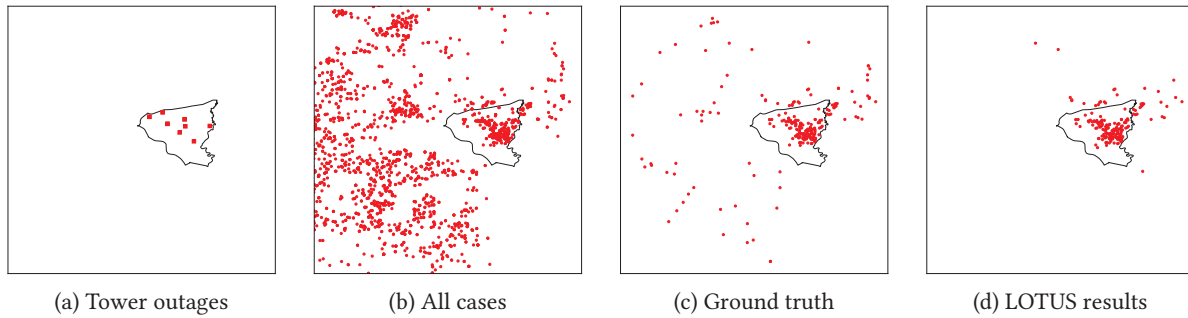 (a) Tower outages
(b) All cases
(c) Ground truth
(d) LOTUS results